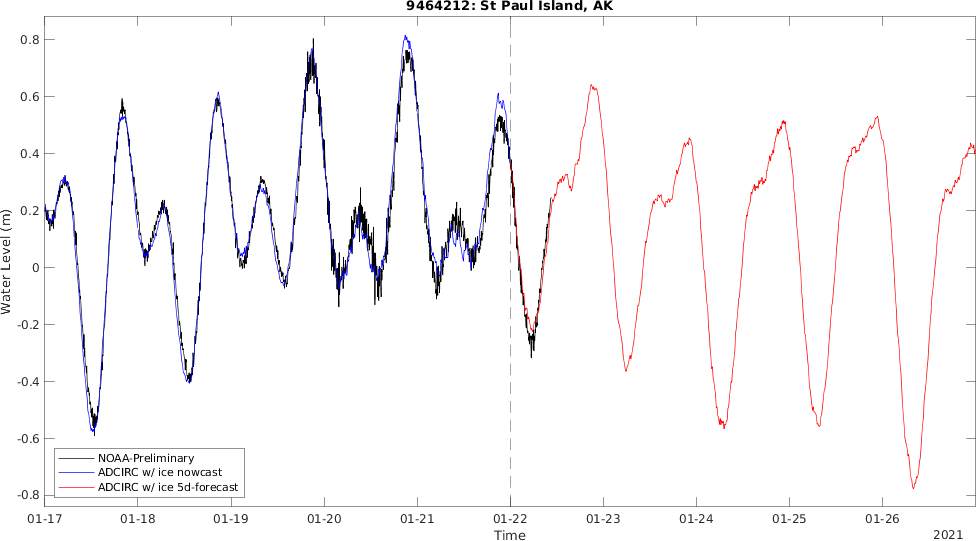 9464212: St Paul Island, AK
Water Level (m)
0.8
0.6
0.4
0.2
0
-0.2
-0.4
-0.6
-0.8
NOAA-Preliminary
ADCIRC w/ ice nowcast
ADCIRC w/ ice 5d-forecast
01-17 01-18 01-19 01-20 01-21 01-22 01-23 01-24 01-25 01-26
Time
2021